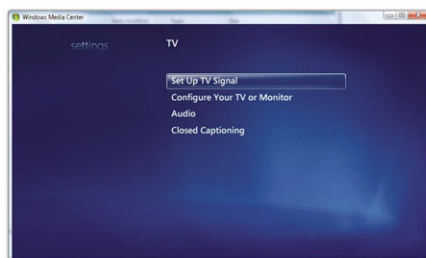 Windows Media Center
settings
TV
Set Up TV Signal
Configure Your TV or Monitor
Audio
Closed Captioning